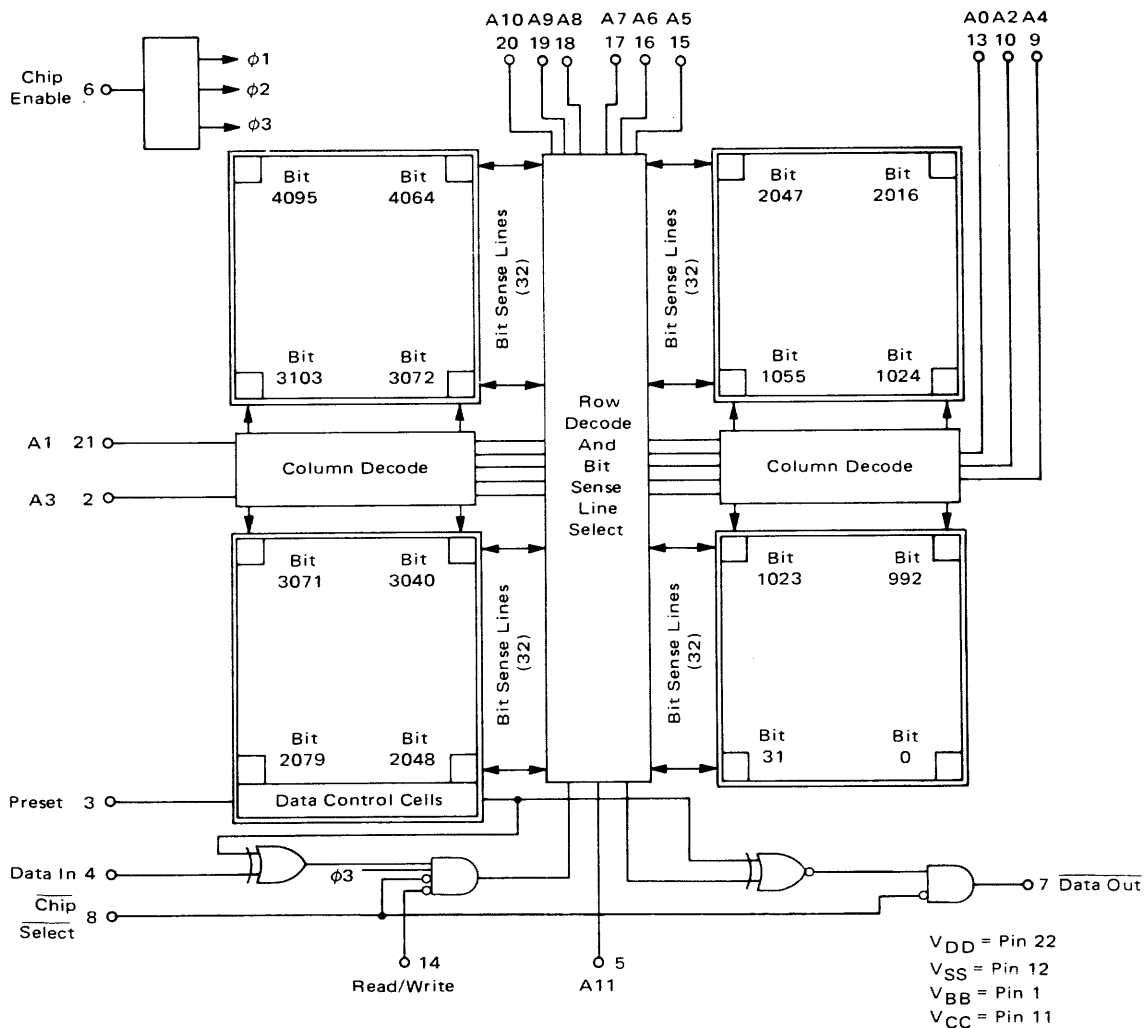 A10 A9 A8 A7 A6 A5 A0 A2 A4
20 19 18 17 16 15 13 10 9
Chip
Enable 6
ϕ1
ϕ2
ϕ3
Bit
4095
Bit
4064
Bit
3103
Bit
3072
Bit Sense Lines
(32)
Bit Sense Lines
(32)
Bit
2047
Bit
2016
Bit
1055
Bit
1024
A1 21
A3 2
Column Decode
Row
Decode
And
Bit
Sense
Line
Select
Column Decode
Bit
3071
Bit
3040
Bit
2079
Bit
2048
Bit Sense Lines
(32)
Bit Sense Lines
(32)
Bit
1023
Bit
992
Bit
31
Bit
0
Preset 3
Data Control Cells
Data In 4
ϕ3
Chip
Select
8
7 Data Out
14
Read/Write
5
A11
VDD = Pin 22
VSS = Pin 12
VBB = Pin 1
VCC = Pin 11